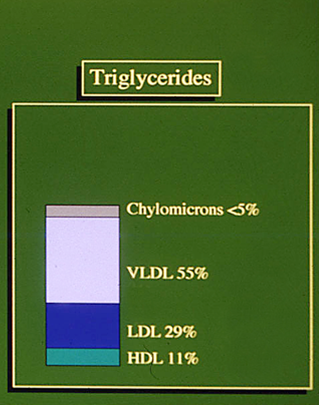 Triglycerides
Chylomicrons <5%
VLDL 55%
LDL 29%
HDL 11%